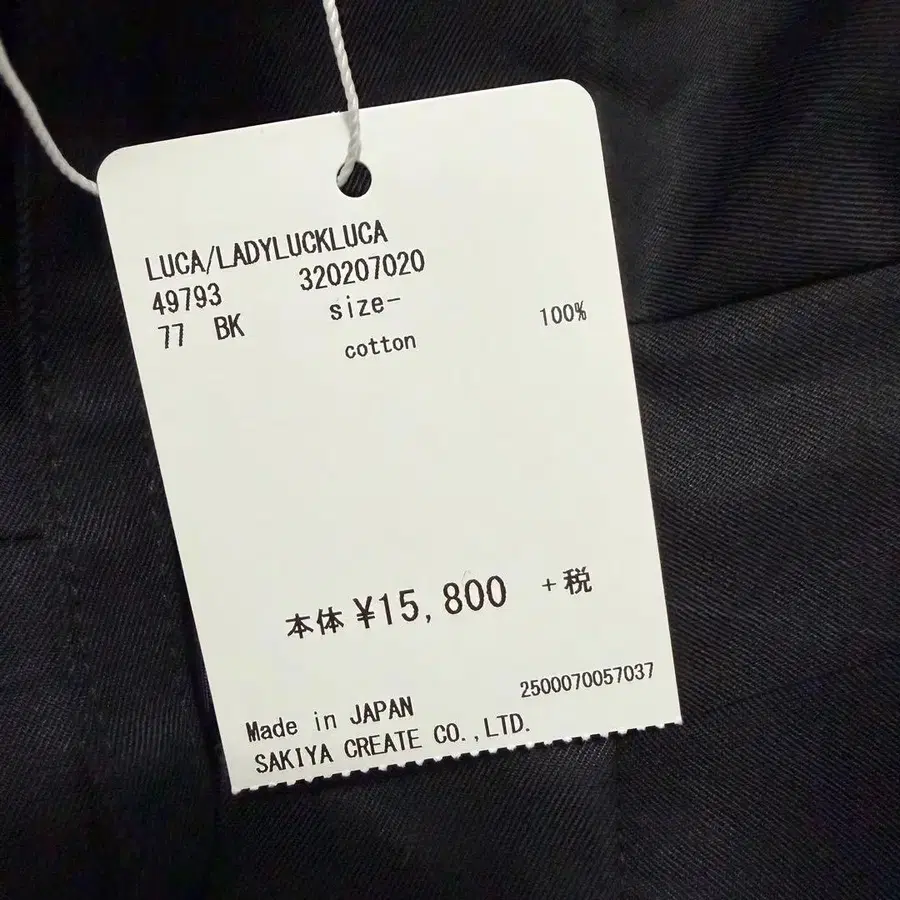 LUCA/LADYLUCKLUCA
49793 320207020
77 BK size-
cotton 100%
本体 ¥15,800 +税
2500070057037
Made in JAPAN
SAKIYA CREATE CO.,LTD.